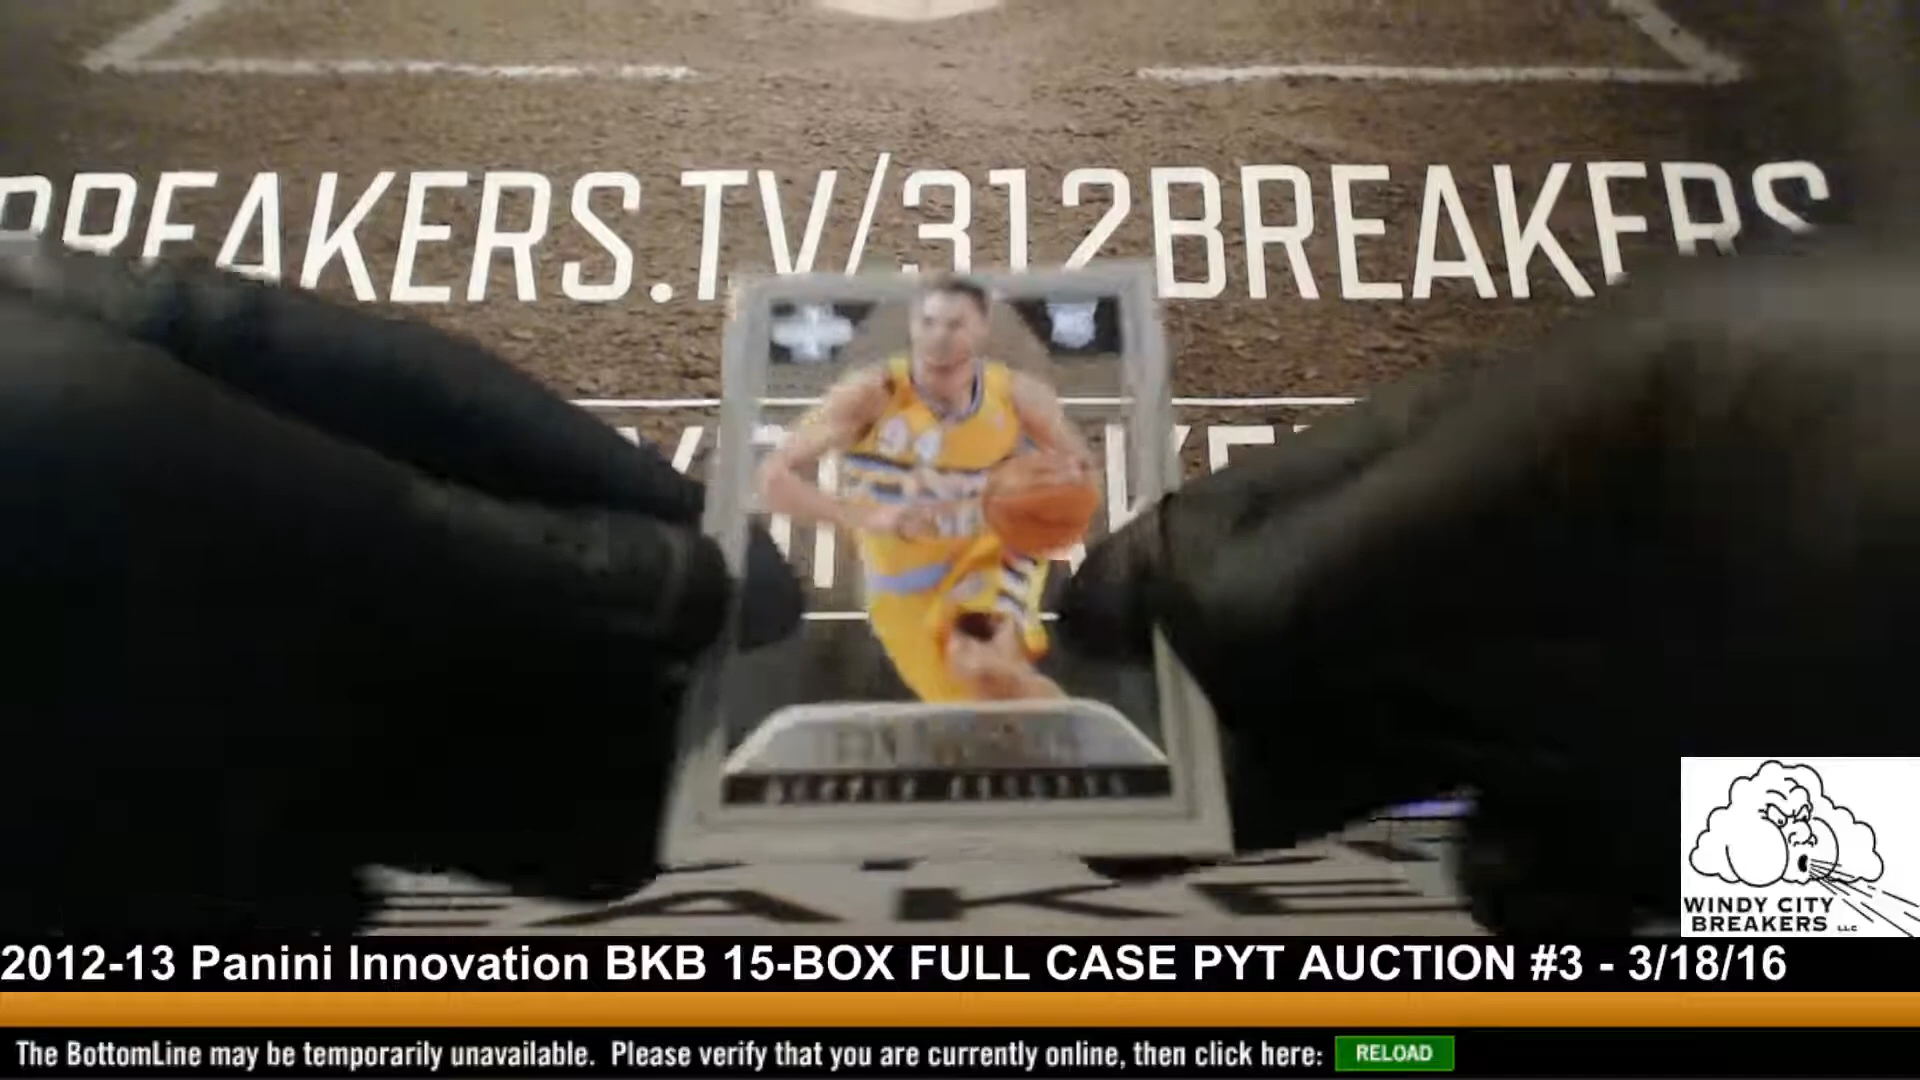 BREAKERS.TV/312BREAKERS
44
WINDY CITY
BREAKERS LLC
2012-13 Panini Innovation BKB 15-BOX FULL CASE PYT AUCTION #3 - 3/18/16
The BottomLine may be temporarily unavailable. Please verify that you are currently online, then click here: RELOAD